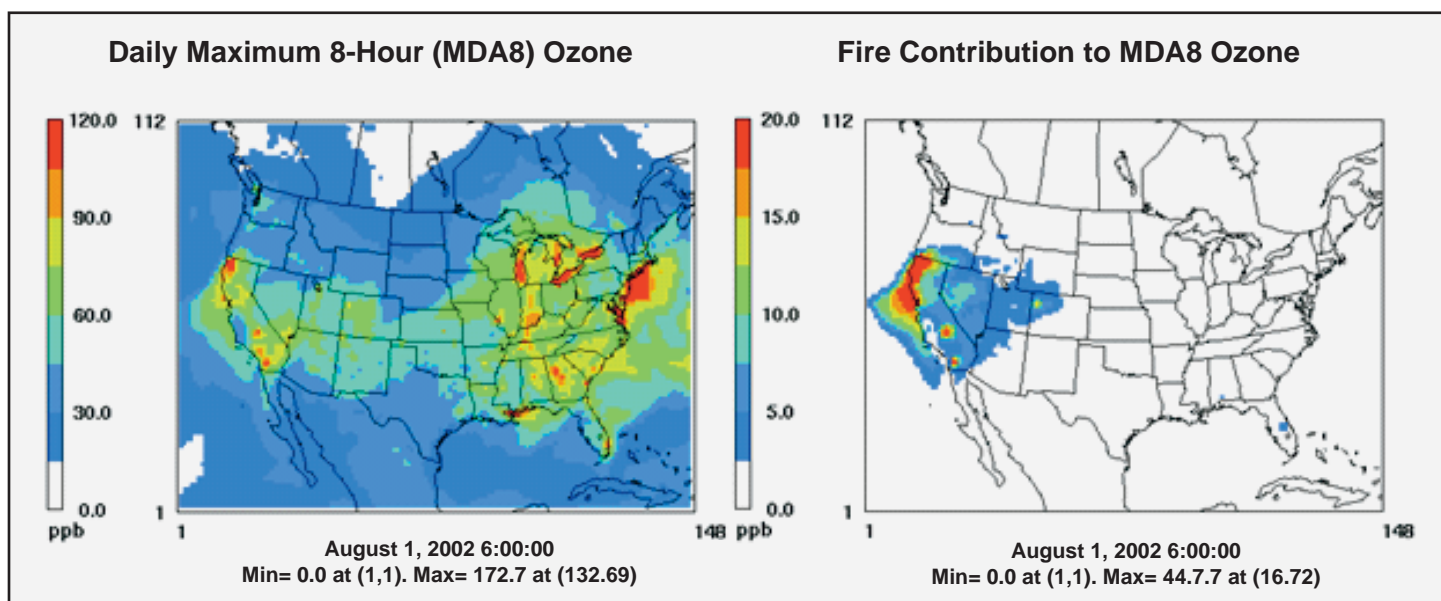 Daily Maximum 8-Hour (MDA8) Ozone
120.0
90.0
60.0
30.0
0.0
ppb
112
1
1
148
August 1, 2002 6:00:00
Min= 0.0 at (1,1). Max= 172.7 at (132.69)
Fire Contribution to MDA8 Ozone
20.0
15.0
10.0
5.0
0.0
ppb
112
1
1
148
August 1, 2002 6:00:00
Min= 0.0 at (1,1). Max= 44.7.7 at (16.72)